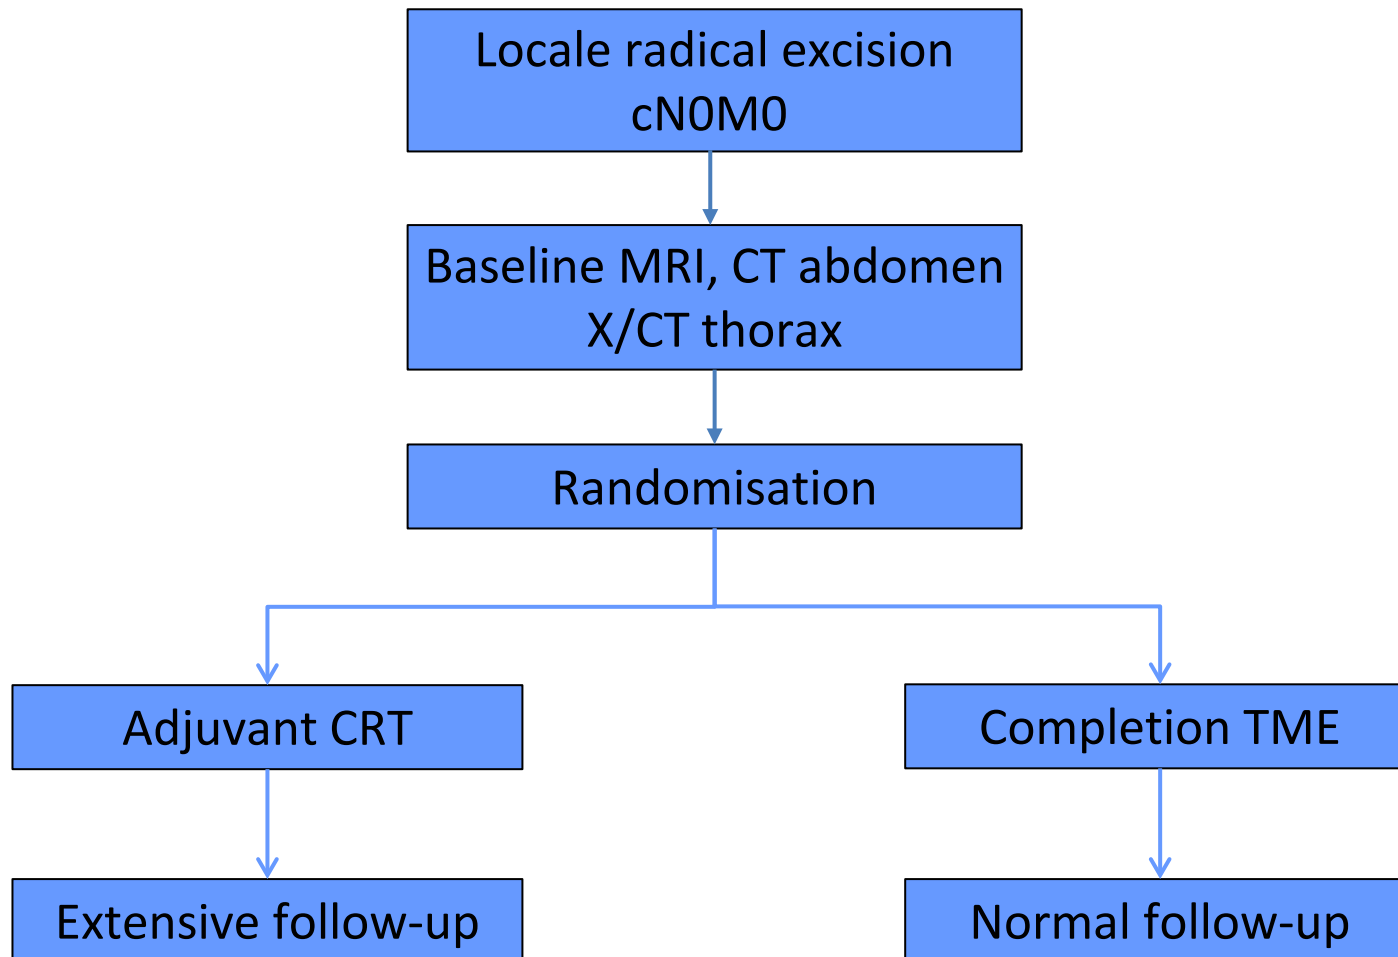 Locale radical excision
cN0M0
Baseline MRI, CT abdomen
X/CT thorax
Randomisation
Adjuvant CRT
Completion TME
Extensive follow-up
Normal follow-up